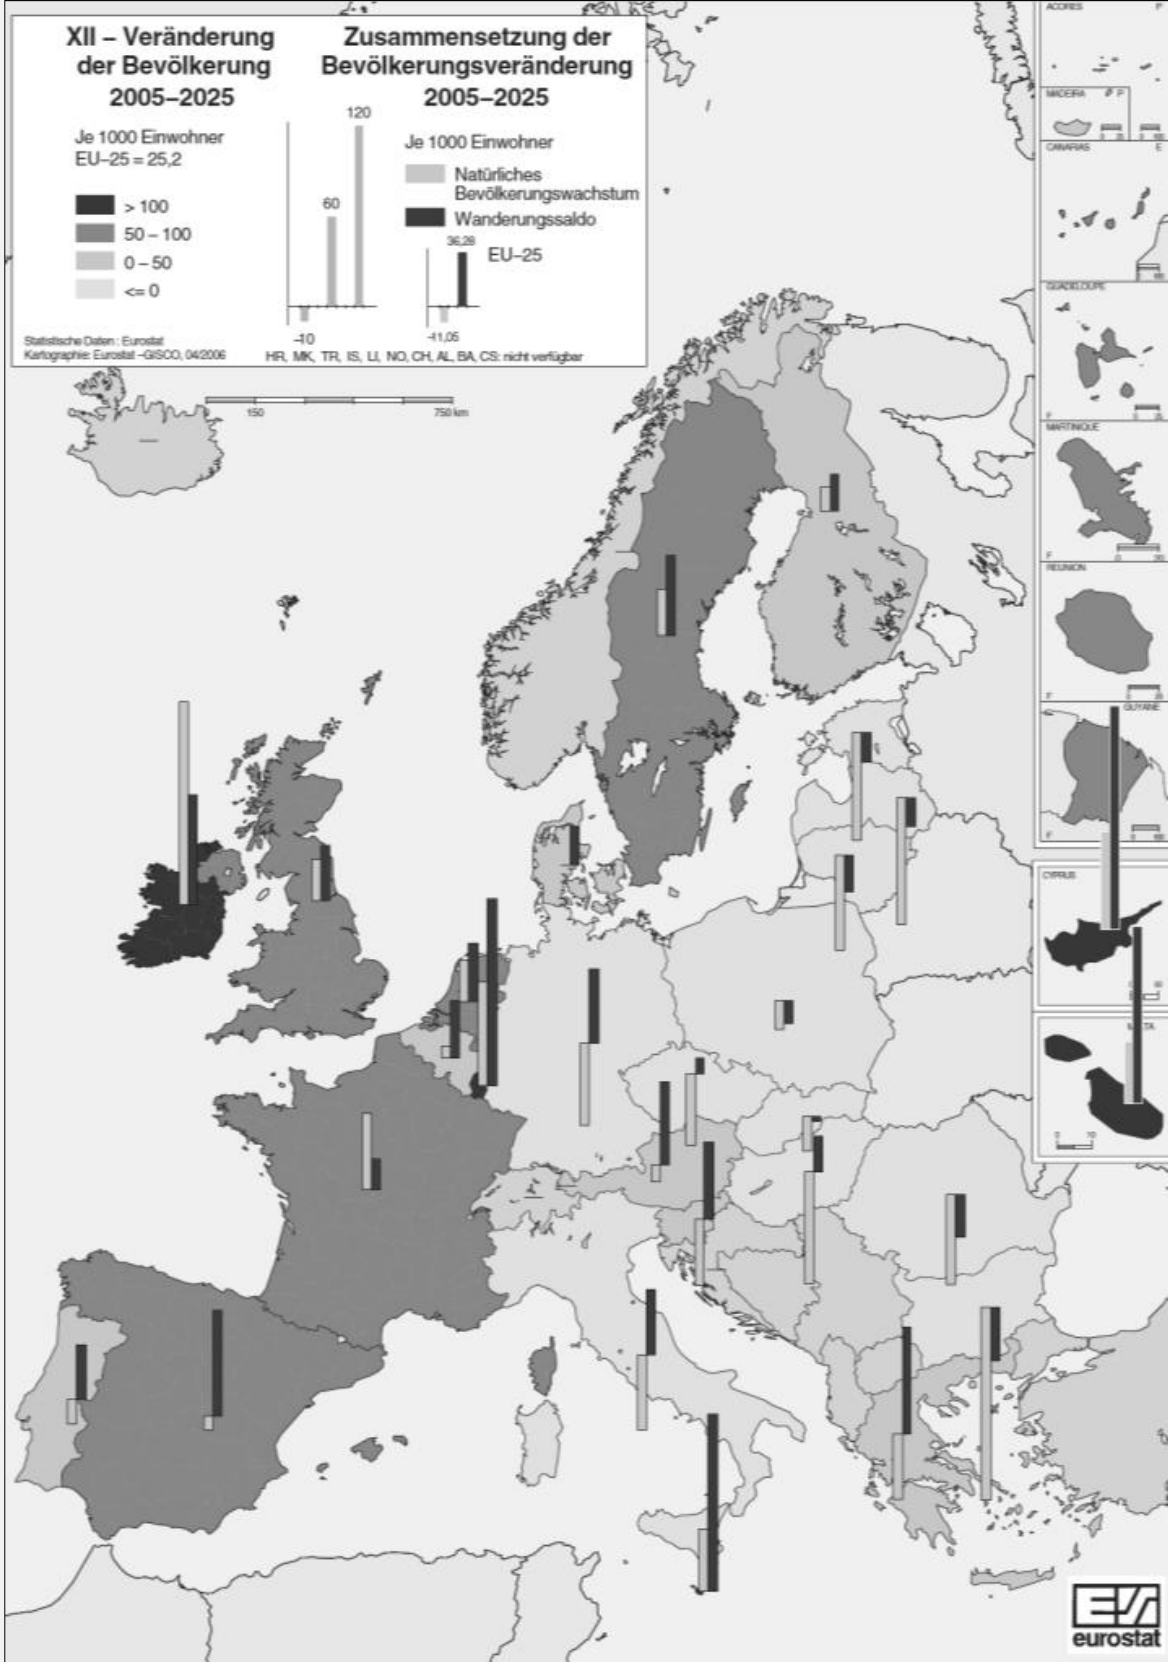 XII – Veränderung
der Bevölkerung
2005–2025
Je 1000 Einwohner
EU–25 = 25,2
> 100
50 – 100
0 – 50
<= 0
Zusammensetzung der
Bevölkerungsveränderung
2005–2025
120
60
–10
Je 1000 Einwohner
Natürliches
Bevölkerungswachstum
Wanderungssaldo
36,28
EU–25
–11,05
Statistische Daten : Eurostat
Kartographie: Eurostat –GISCO, 04/2006
HR, MK, TR, IS, LI, NO, CH, AL, BA, CS: nicht verfügbar
150
750 km
ACORES P
MADEIRA P
CANARIAS E
GUADELOUPE
F
MARTINIQUE
F
REUNION
F
GUYANE
F
CYPRUS
MALTA
eurostat